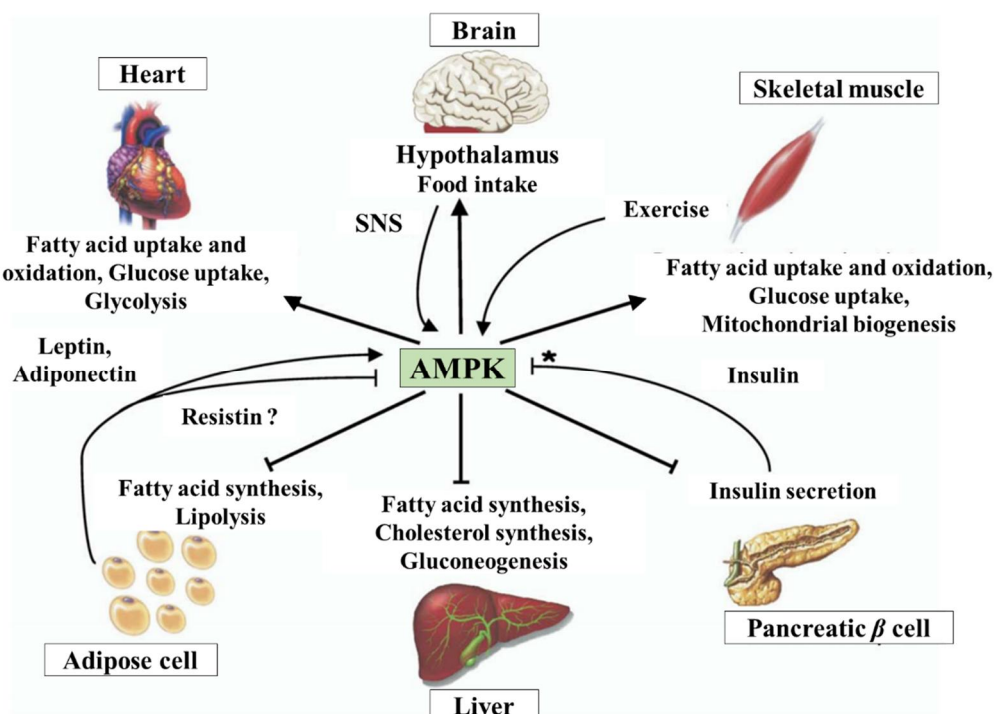 Brain
Heart
Skeletal muscle
Hypothalamus
Food intake
SNS
Exercise
Fatty acid uptake and
oxidation, Glucose uptake,
Glycolysis
Fatty acid uptake and oxidation,
Glucose uptake,
Mitochondrial biogenesis
Leptin,
Adiponectin
AMPK
*
Insulin
Resistin ?
Fatty acid synthesis,
Lipolysis
Fatty acid synthesis,
Cholesterol synthesis,
Gluconeogenesis
Insulin secretion
Pancreatic β cell
Adipose cell
Liver